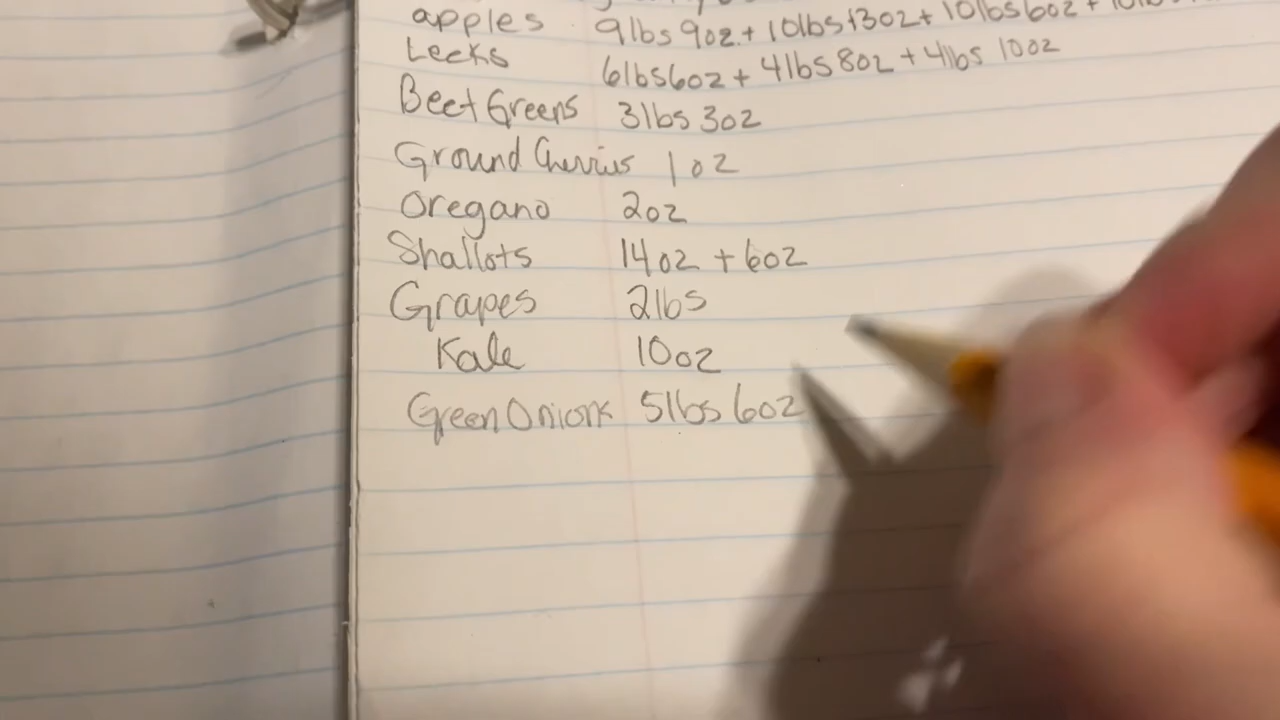 apples 9lbs 9oz + 10lbs 13oz + 10lbs 6oz +
Leeks 6lbs 6oz + 4lbs 8oz + 4lbs 10oz
Beet Greens 3lbs 3oz
Ground Cherries 1oz
Oregano 2oz
Shallots 14oz + 6oz
Grapes 2lbs
Kale 10oz
Green Onions 5lbs 6oz